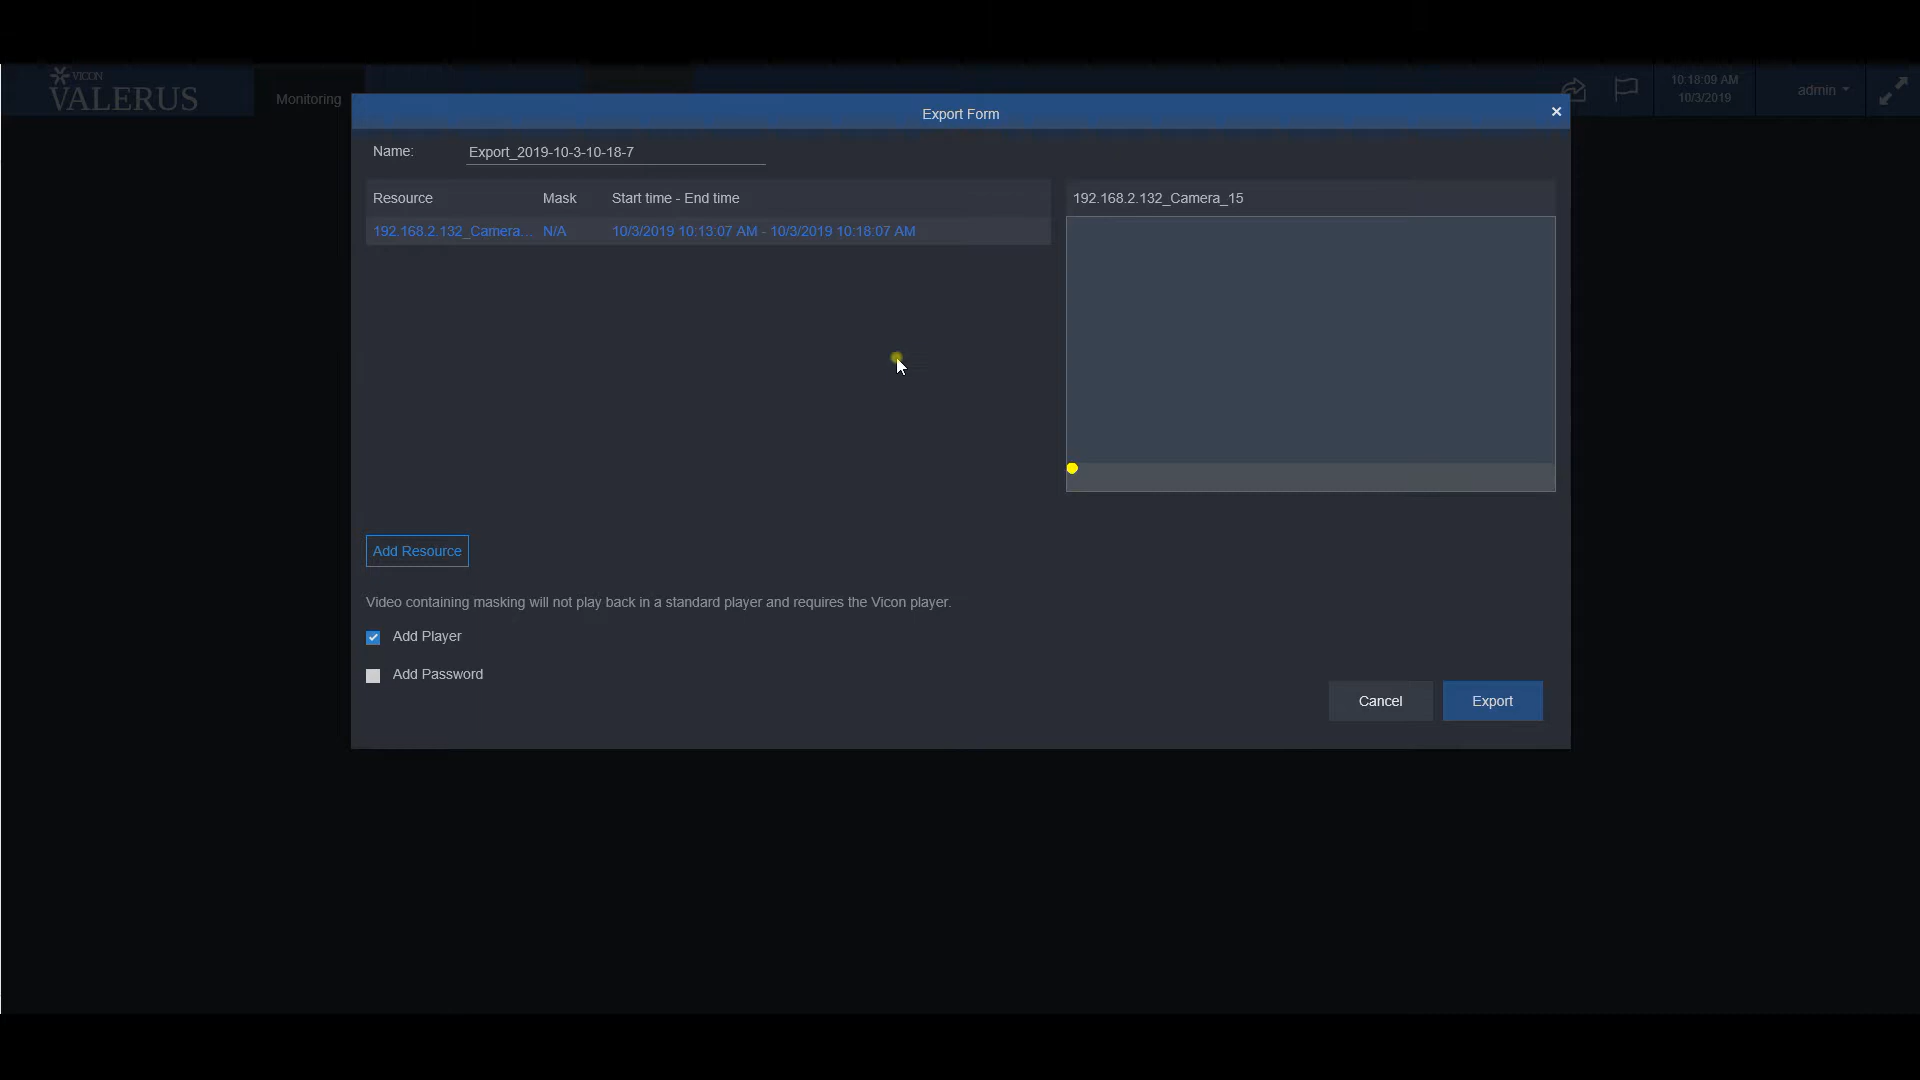 VICON
VALERUS
Monitoring
10:18:09 AM
10/3/2019
admin
Export Form
Name: Export_2019-10-3-10-18-7
Resource Mask Start time - End time
192.168.2.132_Camera... N/A 10/3/2019 10:13:07 AM - 10/3/2019 10:18:07 AM
192.168.2.132_Camera_15
Add Resource
Video containing masking will not play back in a standard player and requires the Vicon player.
Add Player
Add Password
Cancel Export